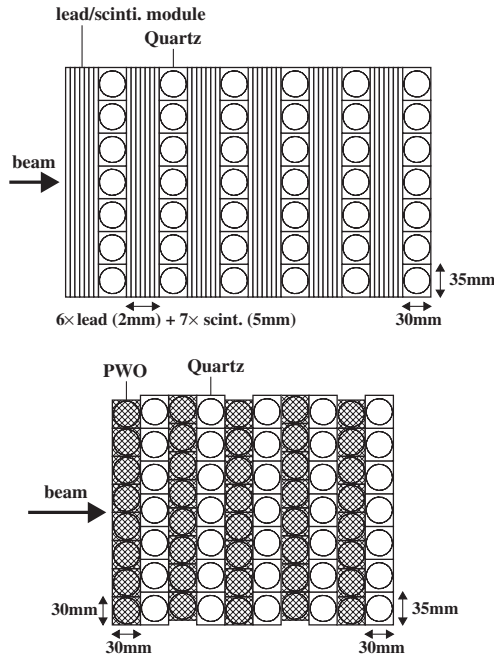 lead/scinti. module
Quartz
beam
35mm
6× lead (2mm) + 7× scint. (5mm)
30mm
PWO
Quartz
beam
30mm
35mm
30mm
30mm